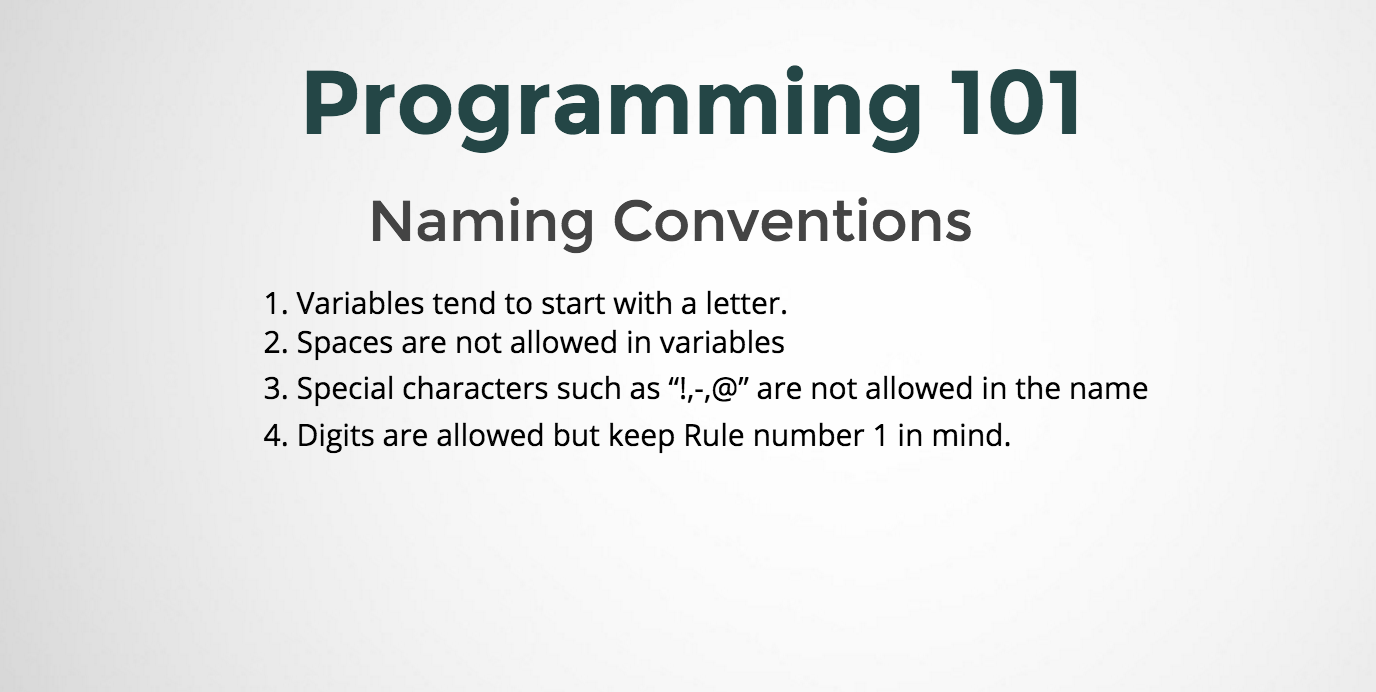 Programming 101
Naming Conventions
1. Variables tend to start with a letter.
2. Spaces are not allowed in variables
3. Special characters such as “!,-,@” are not allowed in the name
4. Digits are allowed but keep Rule number 1 in mind.